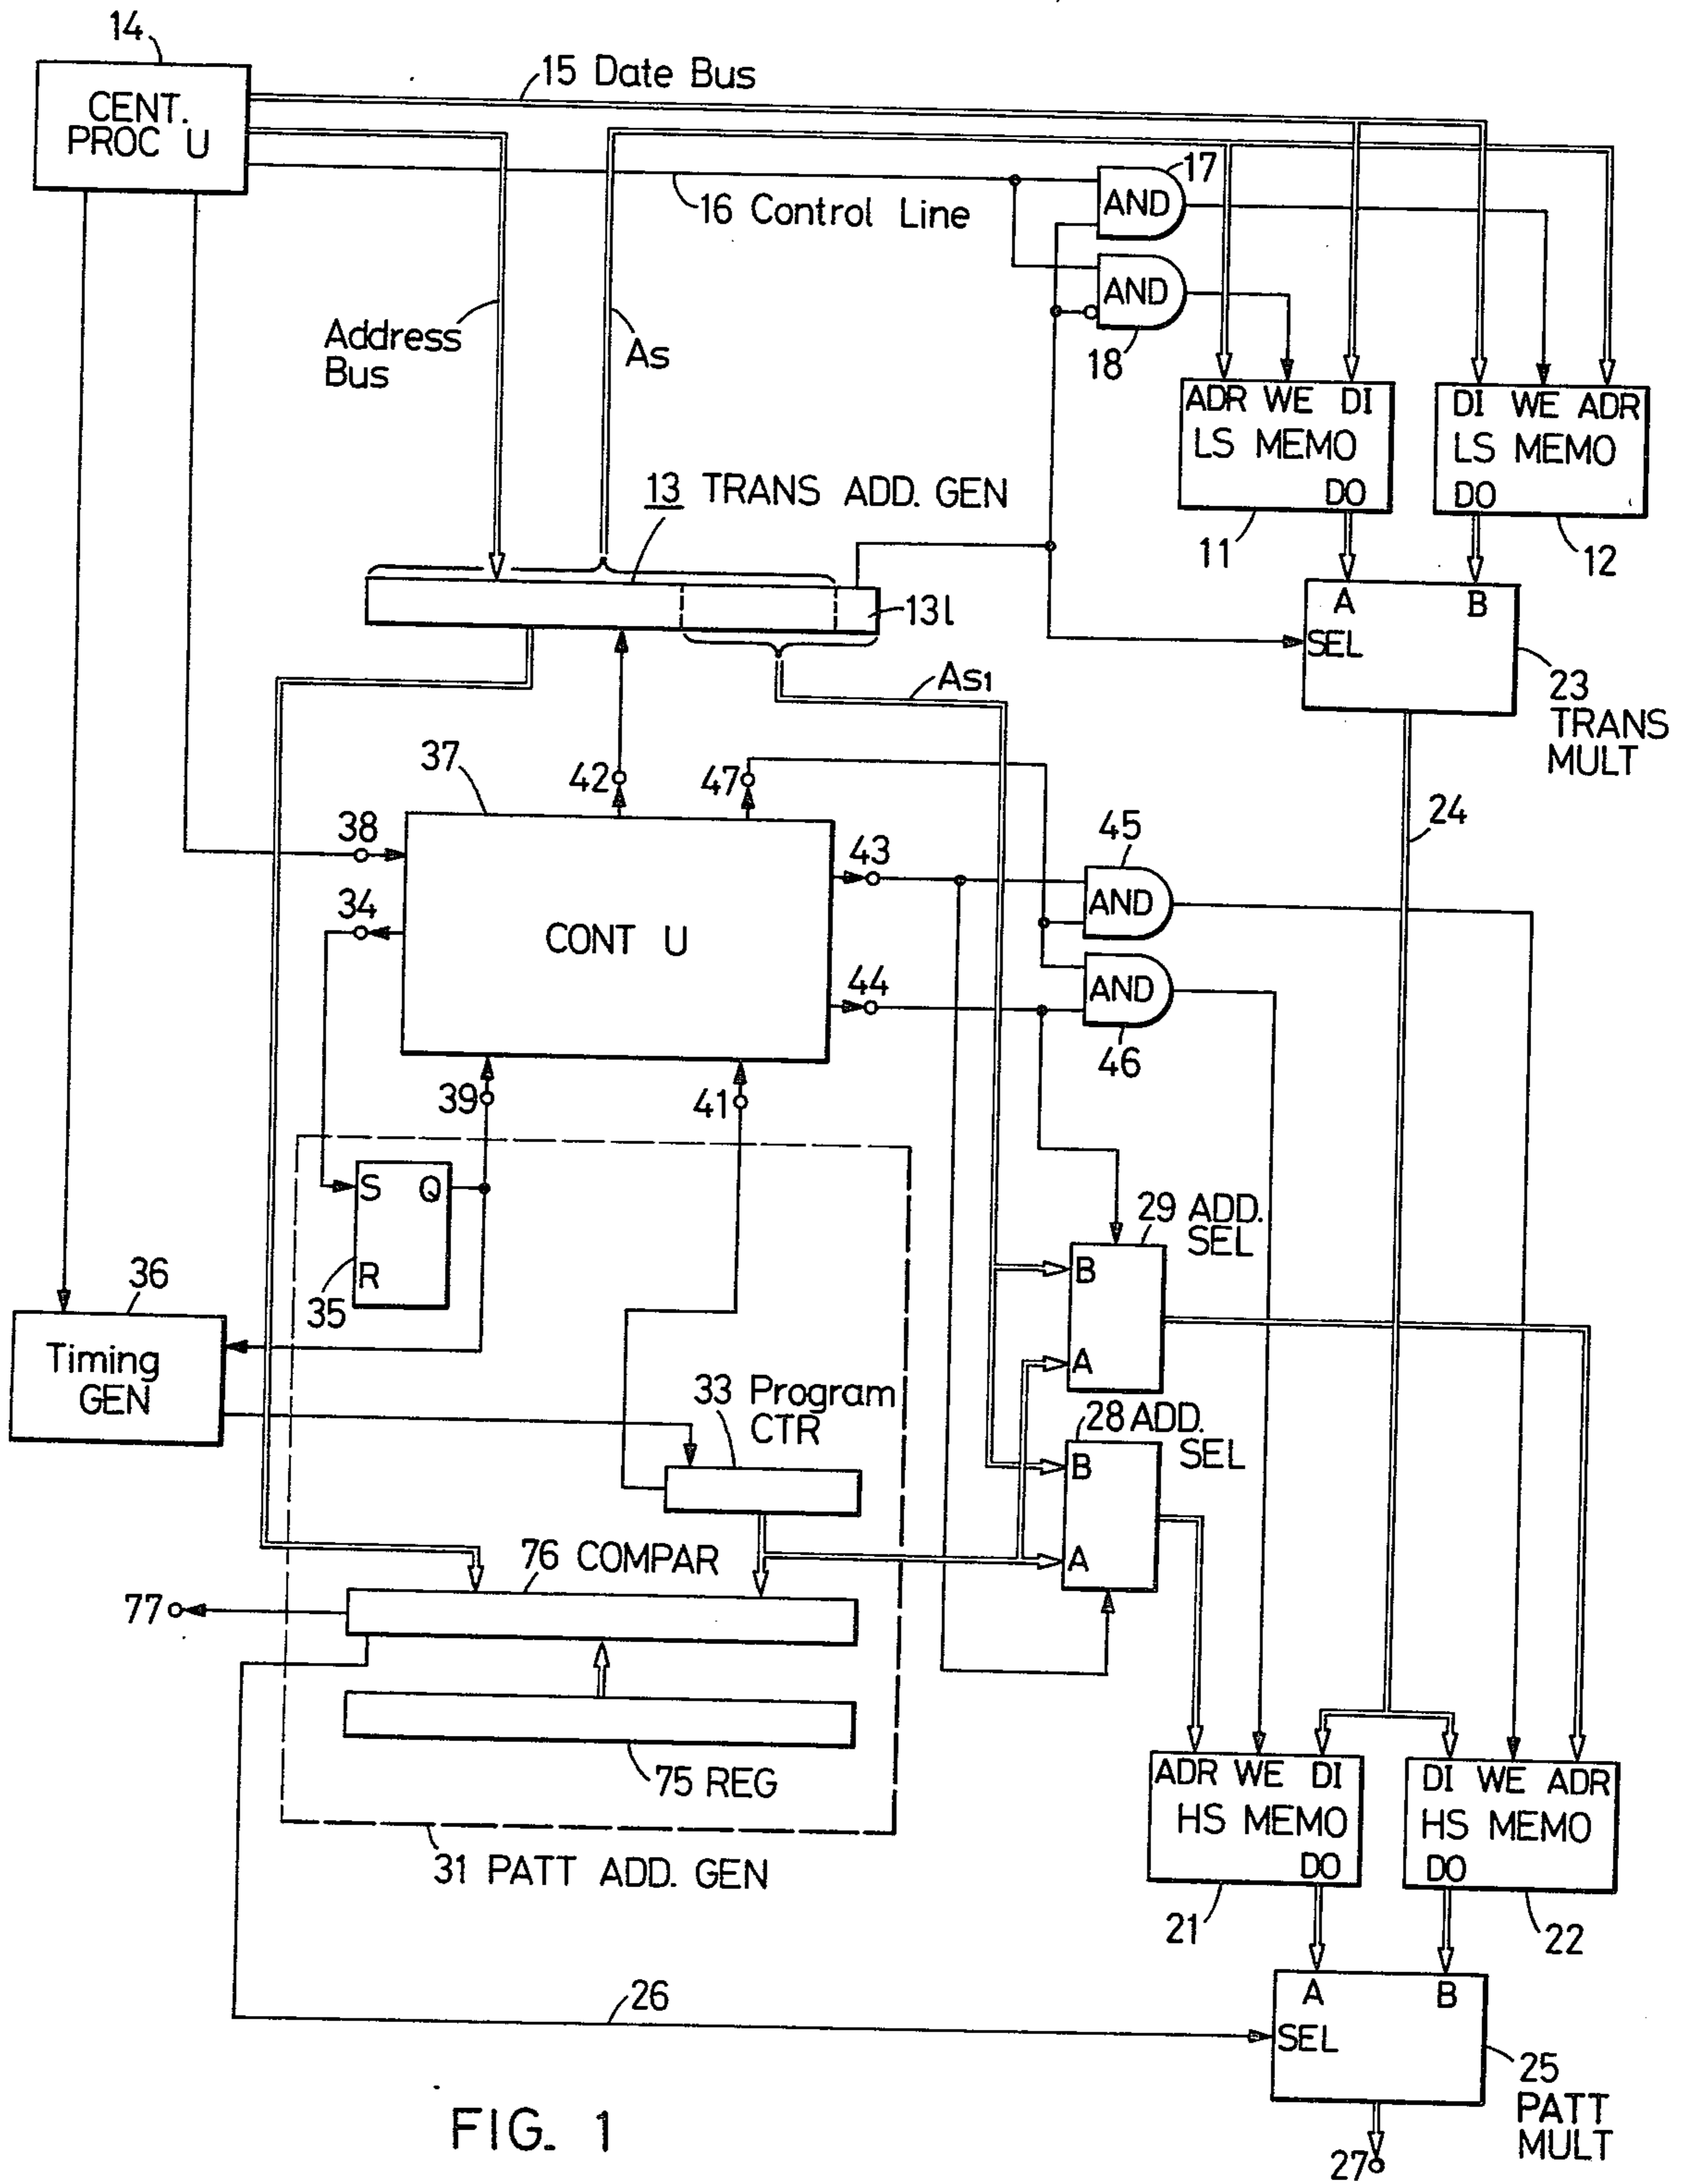 14
CENT.
PROC U
15 Date Bus
16 Control Line
17
AND
AND
18
Address
Bus
As
ADR WE DI
LS MEMO
DO
11
DI WE ADR
LS MEMO
DO
12
13 TRANS ADD. GEN
13l
A B
SEL
23
TRANS
MULT
As1
24
37
42
47
38
34
CONT U
43
44
45
AND
AND
46
39
41
S Q
R
35
36
Timing
GEN
29 ADD.
SEL
B
A
28 ADD.
SEL
B
A
33 Program
CTR
76 COMPAR
77
75 REG
31 PATT ADD. GEN
ADR WE DI
HS MEMO
DO
21
DI WE ADR
HS MEMO
DO
22
26
A B
SEL
25
PATT
MULT
27
FIG. 1